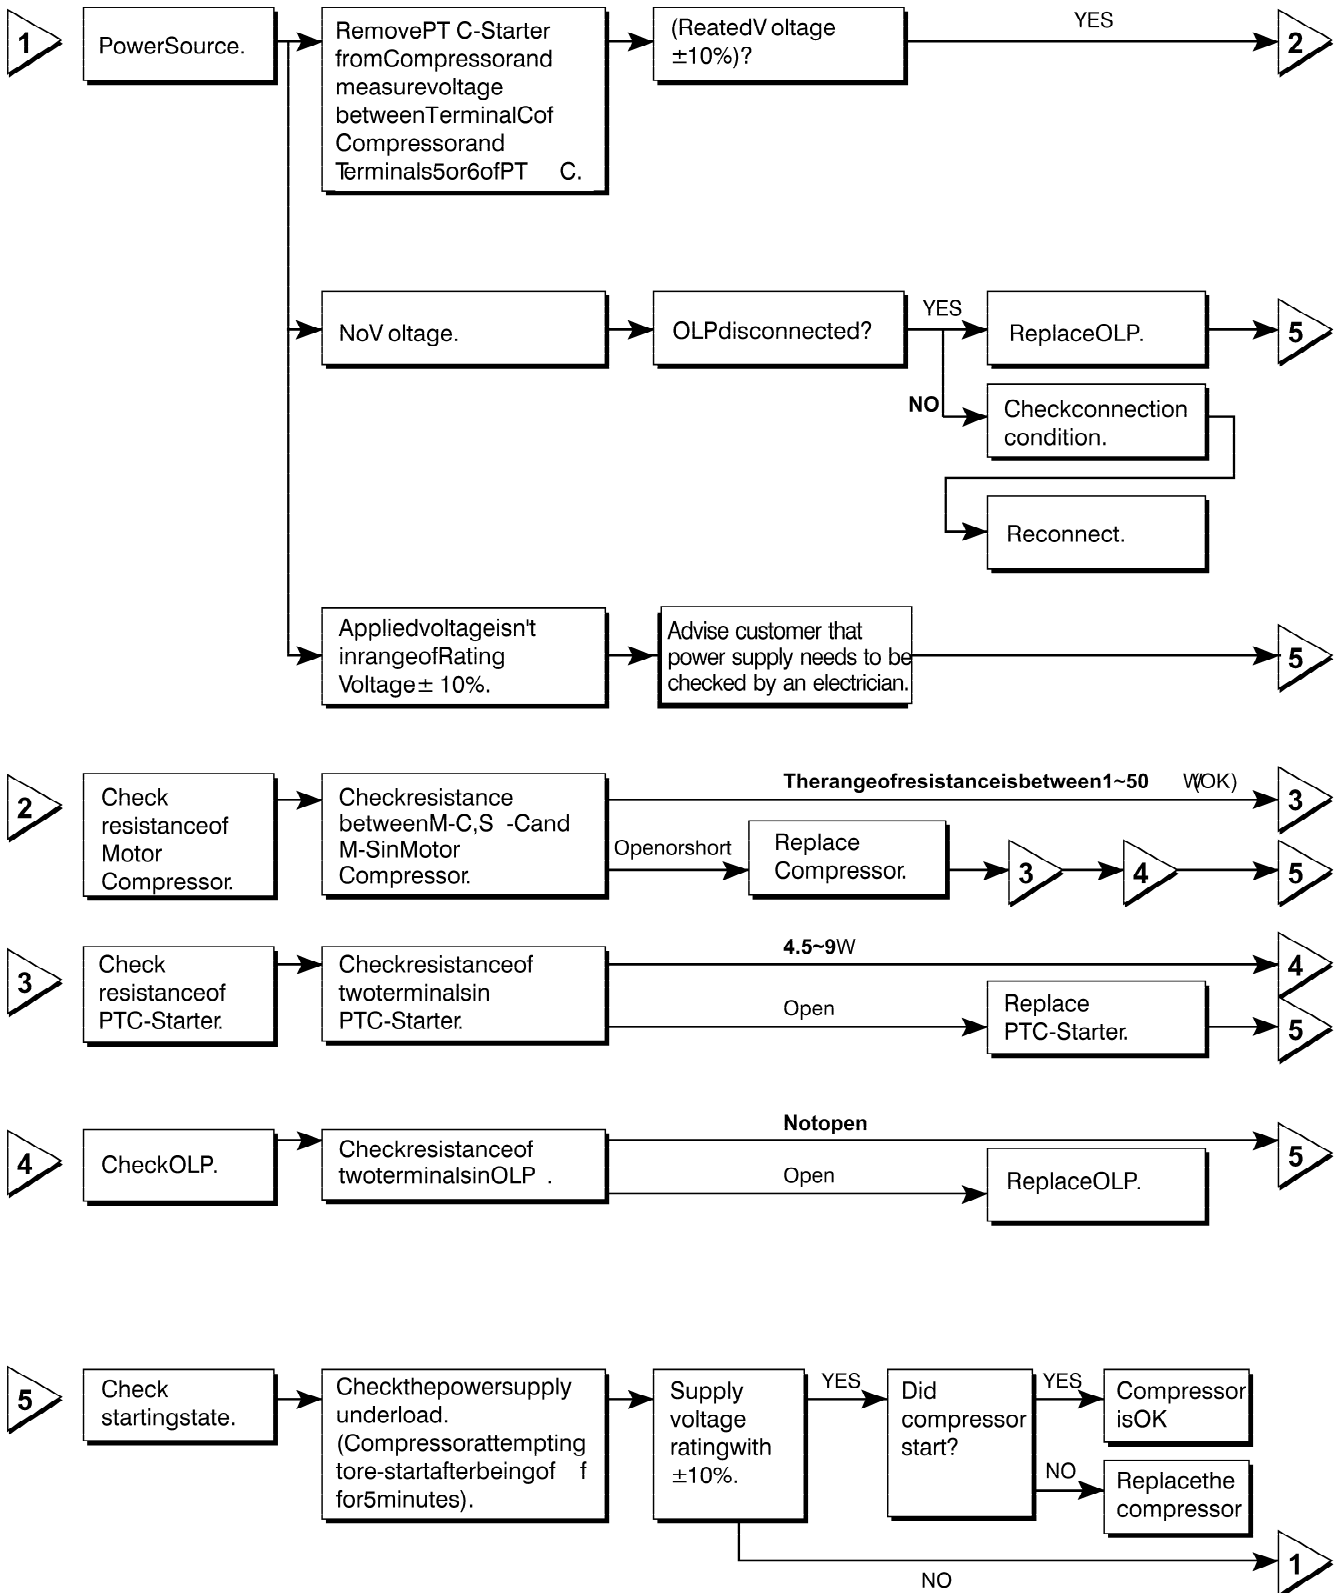 1
PowerSource.
RemovePT C-Starter
fromCompressorand
measurevoltage
betweenTerminalCof
Compressorand
Terminals5or6ofPT C.
(ReatedV oltage
±10%)?
YES
2
NoV oltage.
OLPdisconnected?
YES
ReplaceOLP.
5
NO
Checkconnection
condition.
Reconnect.
Appliedvoltageisn't
inrangeofRating
Voltage± 10%.
Advise customer that
power supply needs to be
checked by an electrician.
5
2
Check
resistanceof
Motor
Compressor.
Checkresistance
betweenM-C,S -Cand
M-SinMotor
Compressor.
Therangeofresistanceisbetween1~50 W(OK)
3
Openorshort
Replace
Compressor.
3
4
5
3
Check
resistanceof
PTC-Starter.
Checkresistanceof
twoterminalsin
PTC-Starter.
4.5~9W
4
Open
Replace
PTC-Starter.
5
4
CheckOLP.
Checkresistanceof
twoterminalsinOLP .
Notopen
5
Open
ReplaceOLP.
5
Check
startingstate.
Checkthepowersupply
underload.
(Compressorattempting
tore-startafterbeingof f
for5minutes).
Supply
voltage
ratingwith
±10%.
YES
Did
compressor
start?
YES
Compressor
isOK
NO
Replacethe
compressor
NO
1